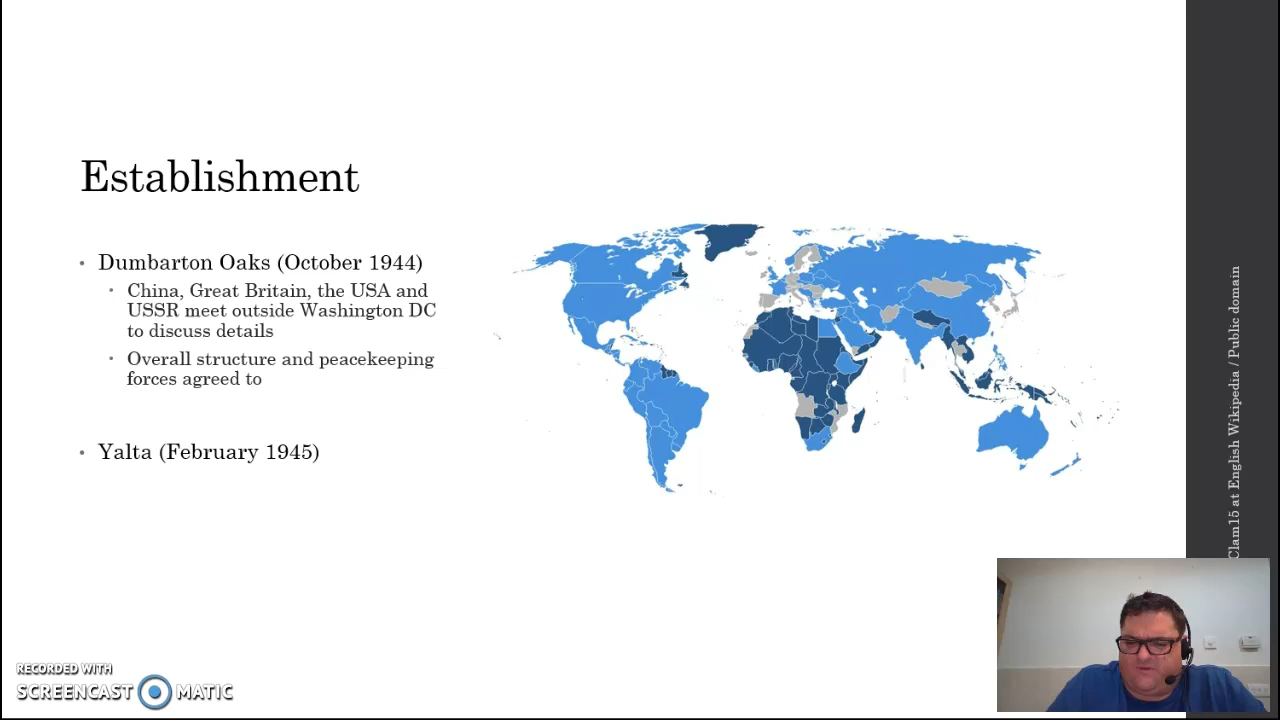 Establishment
Dumbarton Oaks (October 1944)
China, Great Britain, the USA and
USSR meet outside Washington DC
to discuss details
Overall structure and peacekeeping
forces agreed to
Yalta (February 1945)
Clam15 at English Wikipedia / Public domain
RECORDED WITH
SCREENCAST MATIC